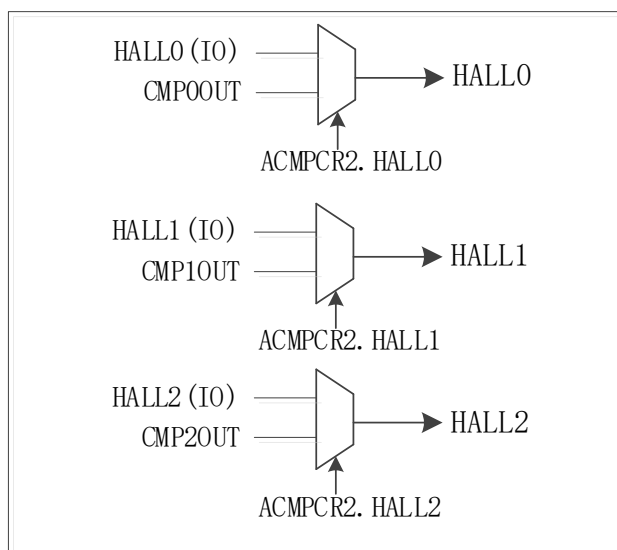 HALL0(IO)
CMP0OUT
HALL0
ACMPCR2.HALL0
HALL1(IO)
CMP1OUT
HALL1
ACMPCR2.HALL1
HALL2(IO)
CMP2OUT
HALL2
ACMPCR2.HALL2